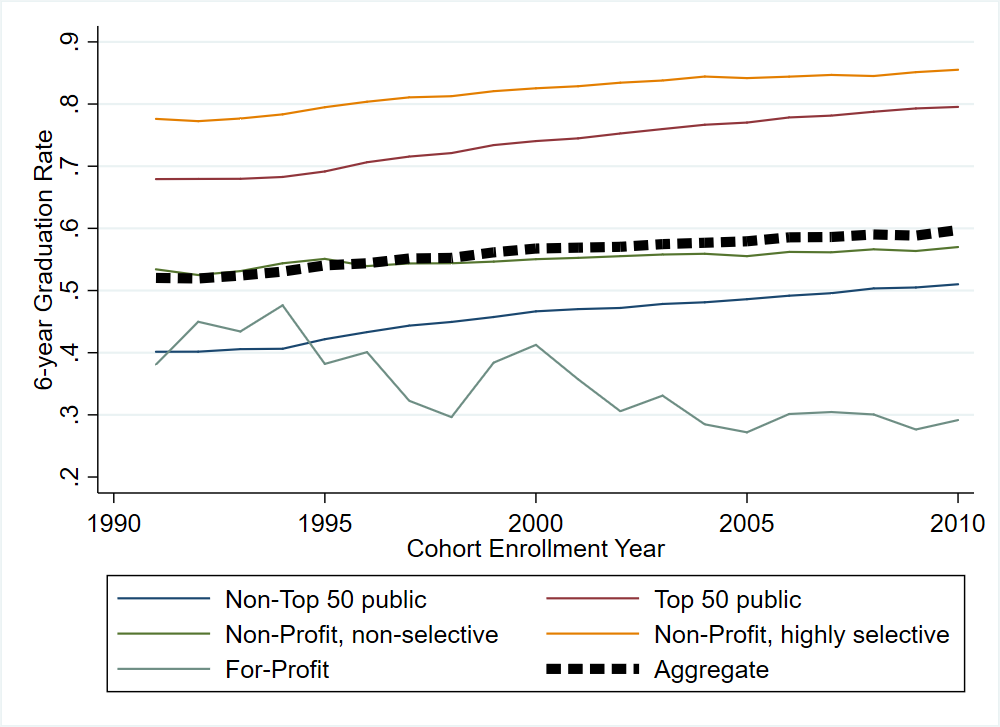 6-year Graduation Rate
.9
.8
.7
.6
.5
.4
.3
.2
1990 1995 2000 2005 2010
Cohort Enrollment Year
Non-Top 50 public Top 50 public
Non-Profit, non-selective Non-Profit, highly selective
For-Profit Aggregate